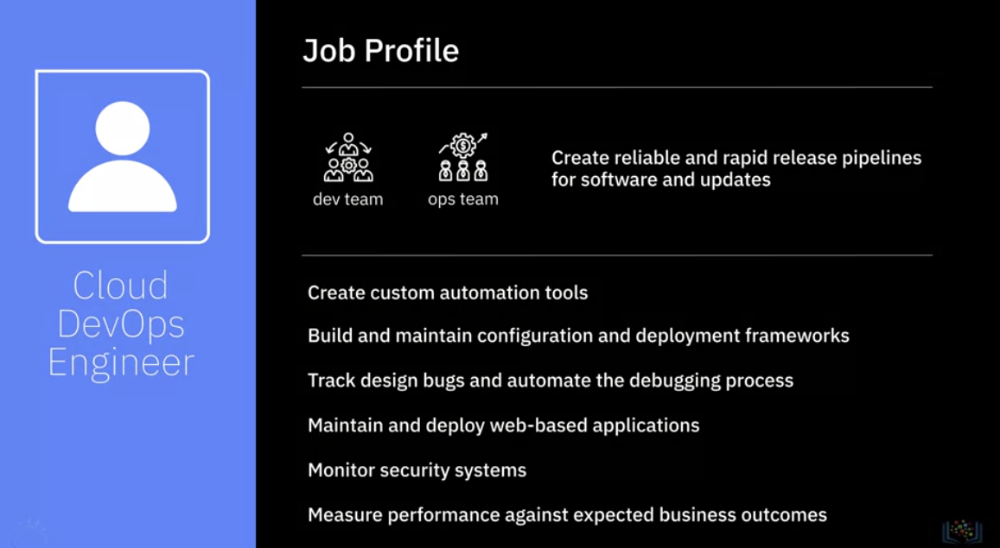 Job Profile
dev team
ops team
Create reliable and rapid release pipelines
for software and updates
Cloud
DevOps
Engineer
Create custom automation tools
Build and maintain configuration and deployment frameworks
Track design bugs and automate the debugging process
Maintain and deploy web-based applications
Monitor security systems
Measure performance against expected business outcomes